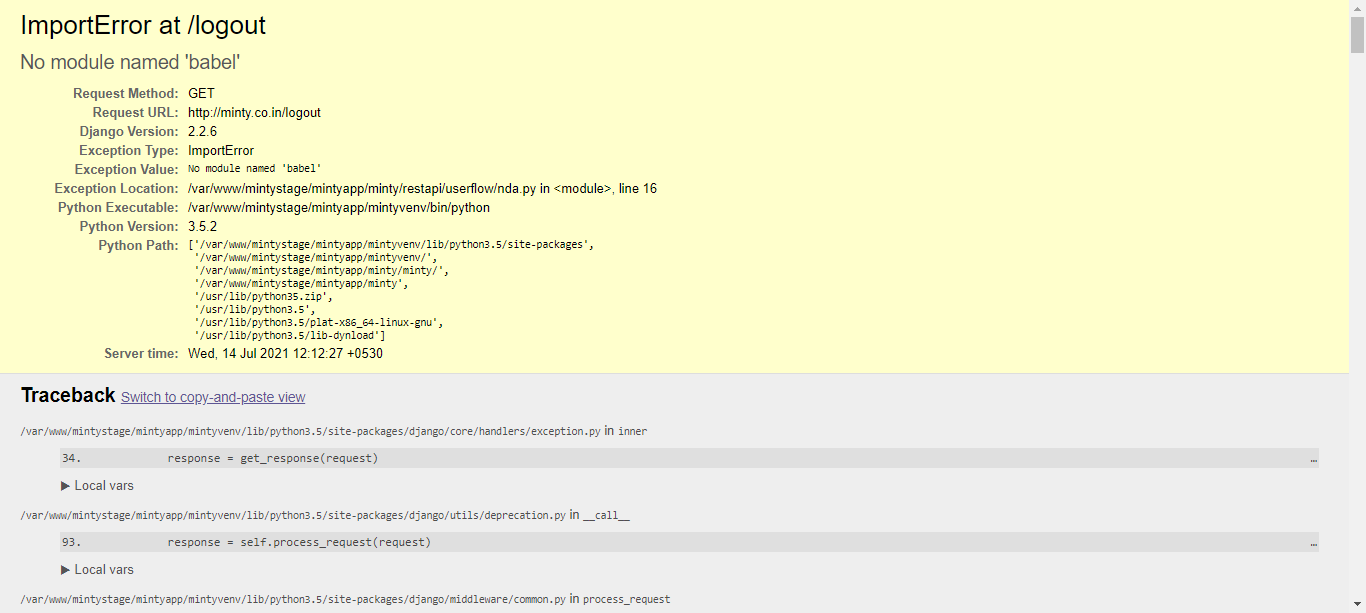 ImportError at /logout
No module named 'babel'
Request Method: GET
Request URL: http://minty.co.in/logout
Django Version: 2.2.6
Exception Type: ImportError
Exception Value: No module named 'babel'
Exception Location: /var/www/mintystage/mintyapp/minty/restapi/userflow/nda.py in <module>, line 16
Python Executable: /var/www/mintystage/mintyapp/mintyvenv/bin/python
Python Version: 3.5.2
Python Path: ['/var/www/mintystage/mintyapp/mintyvenv/lib/python3.5/site-packages',
'/var/www/mintystage/mintyapp/mintyvenv/',
'/var/www/mintystage/mintyapp/minty/minty/',
'/var/www/mintystage/mintyapp/minty',
'/usr/lib/python35.zip',
'/usr/lib/python3.5',
'/usr/lib/python3.5/plat-x86_64-linux-gnu',
'/usr/lib/python3.5/lib-dynload']
Server time: Wed, 14 Jul 2021 12:12:27 +0530
Traceback Switch to copy-and-paste view
/var/www/mintystage/mintyapp/mintyvenv/lib/python3.5/site-packages/django/core/handlers/exception.py in inner
34. response = get_response(request) …
▶ Local vars
/var/www/mintystage/mintyapp/mintyvenv/lib/python3.5/site-packages/django/utils/deprecation.py in __call__
93. response = self.process_request(request) …
▶ Local vars
/var/www/mintystage/mintyapp/mintyvenv/lib/python3.5/site-packages/django/middleware/common.py in process_request